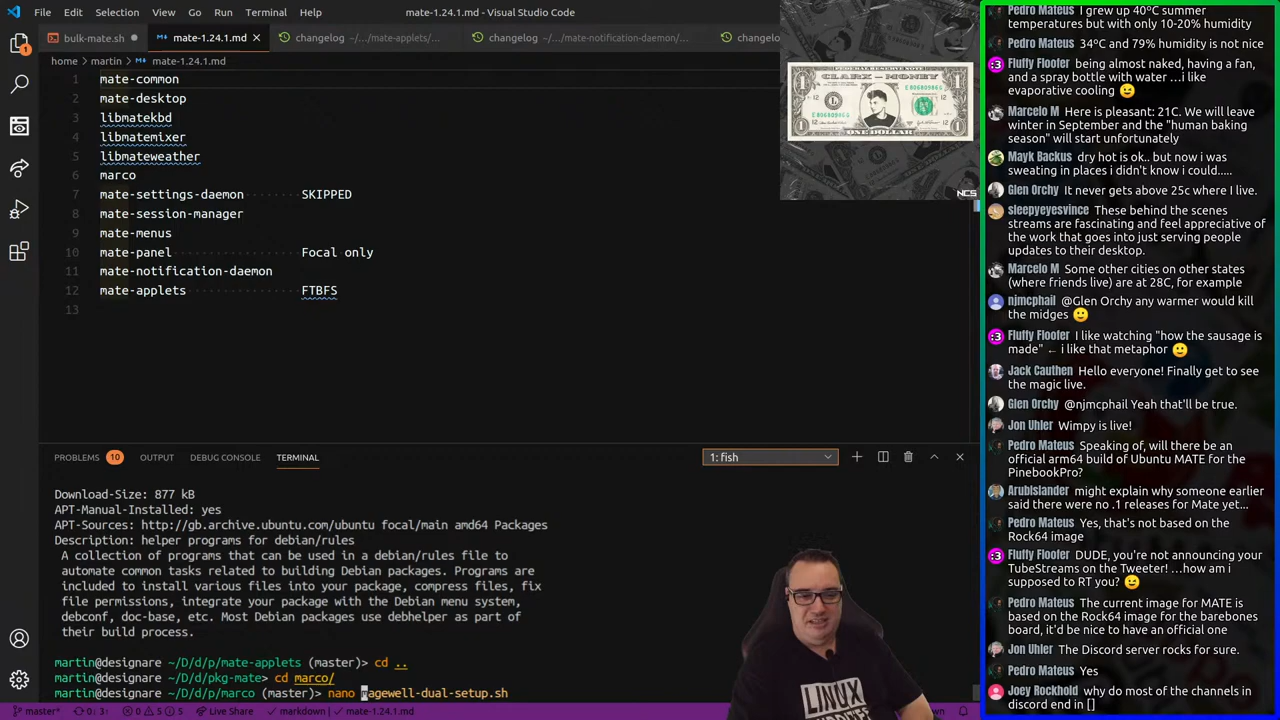 File Edit Selection View Go Run Terminal Help mate-1.24.1.md - Visual Studio Code
bulk-mate.sh mate-1.24.1.md changelog ~/.../mate-applets/... changelog ~/.../mate-notification-daemon/... changelo
home > martin > mate-1.24.1.md
1 mate-common
2 mate-desktop
3 libmatekbd
4 libmatemixer
5 libmateweather
6 marco
7 mate-settings-daemon SKIPPED
8 mate-session-manager
9 mate-menus
10 mate-panel Focal only
11 mate-notification-daemon
12 mate-applets FTBFS
13
CLARX — MONEY
ONE DOLLAR
NCS
PROBLEMS 10 OUTPUT DEBUG CONSOLE TERMINAL 1: fish
Download-Size: 877 kB
APT-Manual-Installed: yes
APT-Sources: http://gb.archive.ubuntu.com/ubuntu focal/main amd64 Packages
Description: helper programs for debian/rules
A collection of programs that can be used in a debian/rules file to
automate common tasks related to building Debian packages. Programs are
included to install various files into your package, compress files, fix
file permissions, integrate your package with the Debian menu system,
debconf, doc-base, etc. Most Debian packages use debhelper as part of
their build process.
martin@designare ~/D/d/p/mate-applets (master)> cd ..
martin@designare ~/D/d/pkg-mate> cd marco/
martin@designare ~/D/d/p/marco (master)> nano magewell-dual-setup.sh
master* 0↓ 3↑ 0 5 5 Live Share markdown mate-1.24.1.md
LINUX
Pedro Mateus I grew up 40ºC summer
temperatures but with only 10-20% humidity
Pedro Mateus 34ºC and 79% humidity is not nice
Fluffy Floofer being almost naked, having a fan,
and a spray bottle with water …i like
evaporative cooling 😉
Marcelo M Here is pleasant: 21C. We will leave
winter in September and the "human baking
season" will start unfortunately
Mayk Backus dry hot is ok.. but now i was
sweating in places i didn't know i could.....
Glen Orchy It never gets above 25c where I live.
sleepyeyesvince These behind the scenes
streams are fascinating and feel appreciative of
the work that goes into just serving people
updates to their desktop.
Marcelo M Some other cities on other states
(where friends live) are at 28C, for example
njmcphail @Glen Orchy any warmer would kill
the midges 🙂
Fluffy Floofer I like watching "how the sausage is
made" ← i like that metaphor 🙂
Jack Cauthen Hello everyone! Finally get to see
the magic live.
Glen Orchy @njmcphail Yeah that'll be true.
Jon Uhler Wimpy is live!
Pedro Mateus Speaking of, will there be an
official arm64 build of Ubuntu MATE for the
PinebookPro?
ArubIslander might explain why someone earlier
said there were no .1 releases for Mate yet...
Pedro Mateus Yes, that's not based on the
Rock64 image
Fluffy Floofer DUDE, you're not announcing your
TubeStreams on the Tweeter! …how am i
supposed to RT you? 😉
Pedro Mateus The current image for MATE is
based on the Rock64 image for the barebones
board, it'd be nice to have an official one
Jon Uhler The Discord server rocks for sure.
Pedro Mateus Yes
Joey Rockhold why do most of the channels in
discord end in []